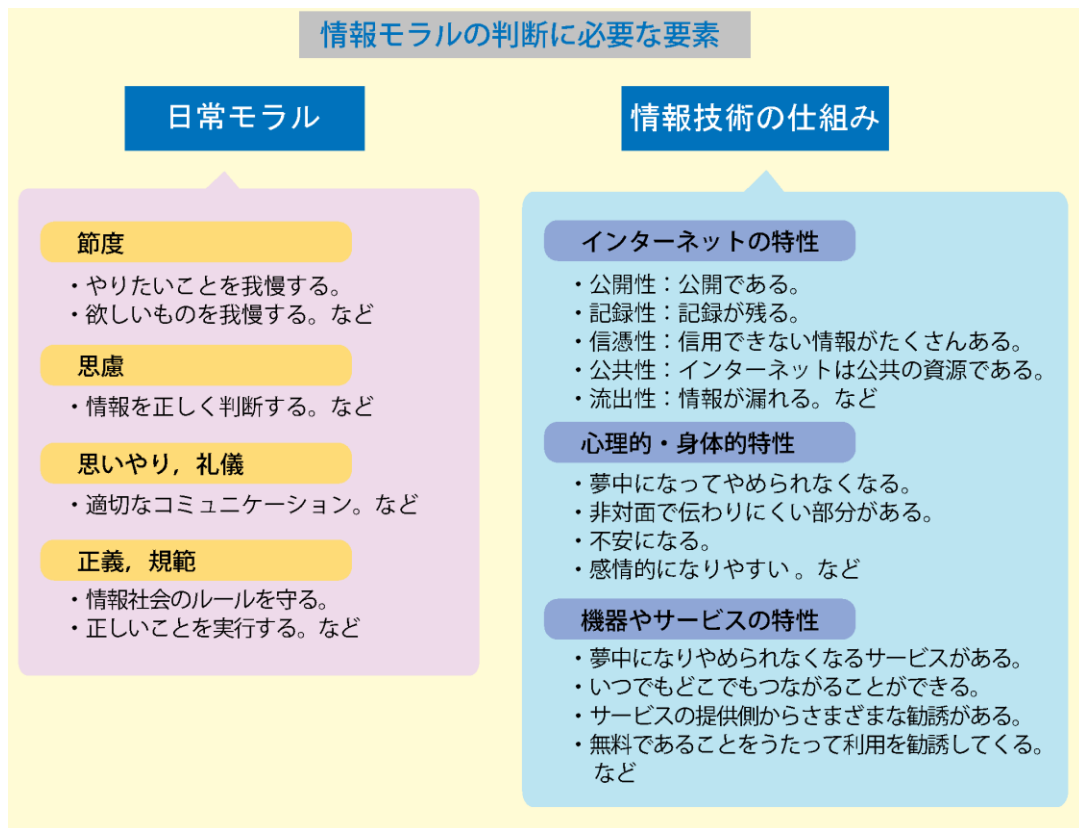 情報モラルの判断に必要な要素
日常モラル
節度
・やりたいことを我慢する。
・欲しいものを我慢する。など
思慮
・情報を正しく判断する。など
思いやり，礼儀
・適切なコミュニケーション。など
正義，規範
・情報社会のルールを守る。
・正しいことを実行する。など
情報技術の仕組み
インターネットの特性
・公開性：公開である。
・記録性：記録が残る。
・信憑性：信用できない情報がたくさんある。
・公共性：インターネットは公共の資源である。
・流出性：情報が漏れる。など
心理的・身体的特性
・夢中になってやめられなくなる。
・非対面で伝わりにくい部分がある。
・不安になる。
・感情的になりやすい 。など
機器やサービスの特性
・夢中になりやめられなくなるサービスがある。
・いつでもどこでもつながることができる。
・サービスの提供側からさまざまな勧誘がある。
・無料であることをうたって利用を勧誘してくる。
など